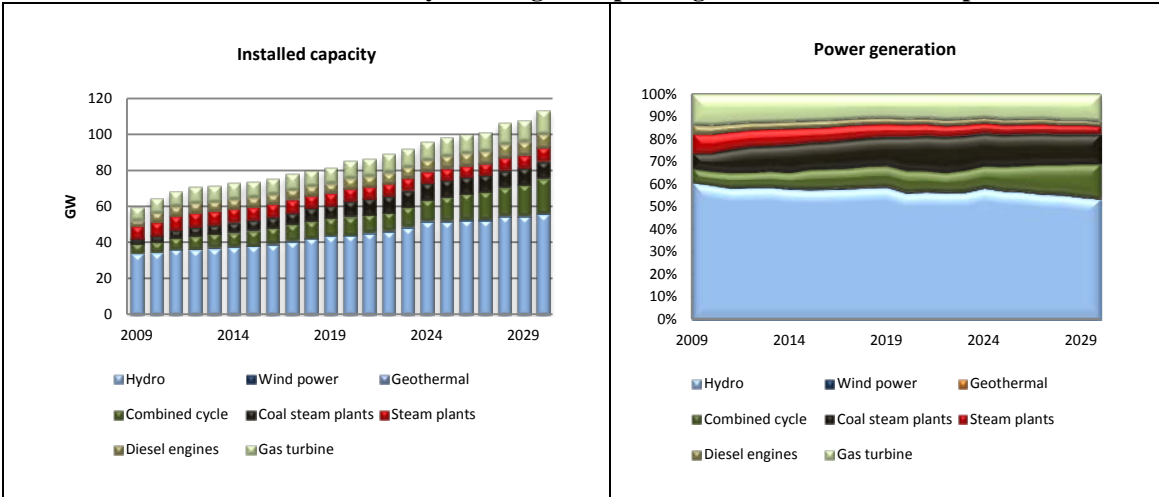 Installed capacity
120
100
80
60
40
20
0
GW
2009 2014 2019 2024 2029
Hydro Wind power Geothermal
Combined cycle Coal steam plants Steam plants
Diesel engines Gas turbine
Power generation
100%
90%
80%
70%
60%
50%
40%
30%
20%
10%
0%
2009 2014 2019 2024 2029
Hydro Wind power Geothermal
Combined cycle Coal steam plants Steam plants
Diesel engines Gas turbine